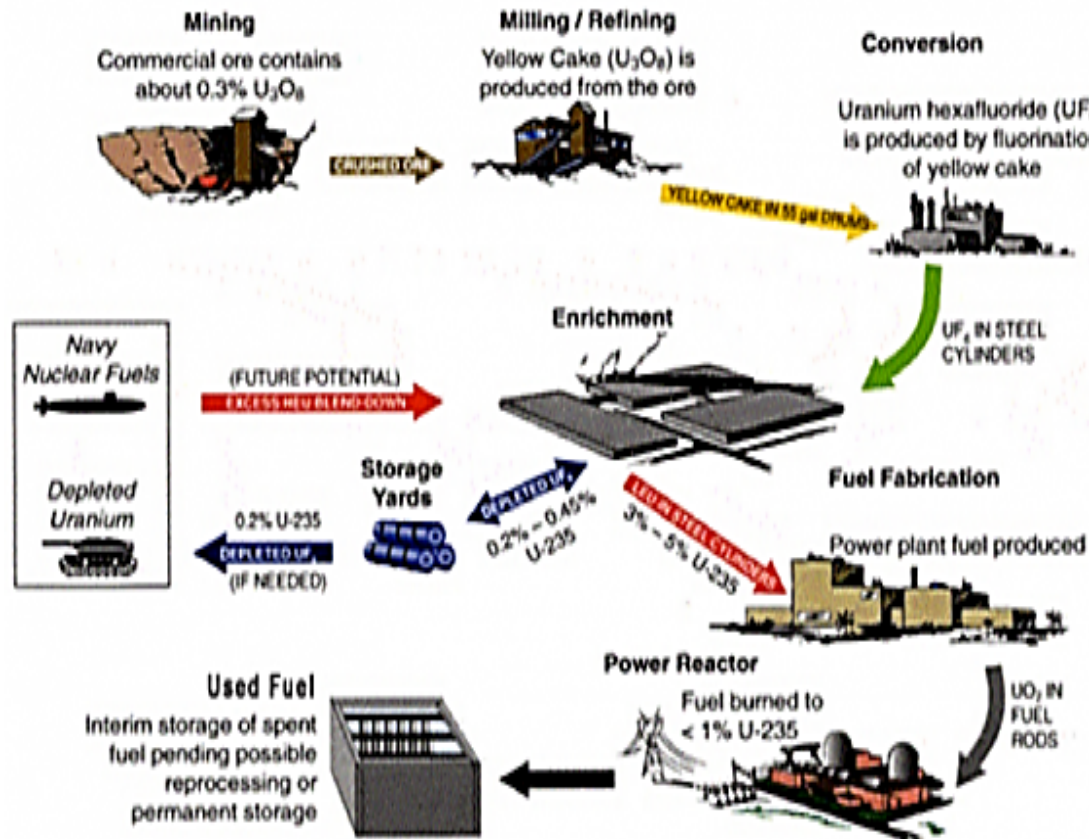 Mining
Commercial ore contains
about 0.3% U₃O₈
CRUSHED ORE
Milling / Refining
Yellow Cake (U₃O₈) is
produced from the ore
YELLOW CAKE IN 55 gal DRUMS
Conversion
Uranium hexafluoride (UF
is produced by fluorination
of yellow cake
UF₆ IN STEEL
CYLINDERS
Enrichment
Navy
Nuclear Fuels
(FUTURE POTENTIAL)
EXCESS HEU BLEND-DOWN
Depleted
Uranium
0.2% U-235
DEPLETED UF₆
(IF NEEDED)
Storage
Yards
DEPLETED UF₆
0.2% – 0.45%
U-235
LEU IN STEEL CYLINDERS
3% – 5% U-235
Fuel Fabrication
Power plant fuel produced
UO₂ IN
FUEL
RODS
Power Reactor
Fuel burned to
< 1% U-235
Used Fuel
Interim storage of spent
fuel pending possible
reprocessing or
permanent storage